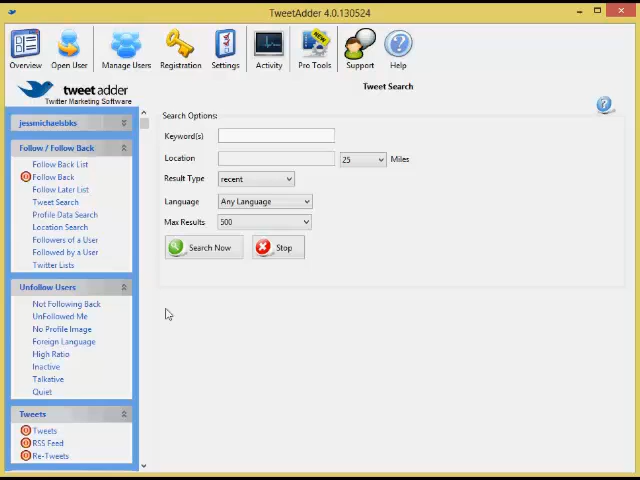 TweetAdder 4.0.130524
Overview
Open User
Manage Users
Registration
Settings
Activity
NEW
Pro Tools
Support
Help
tweet adder
Twitter Marketing Software
Tweet Search
jessmichaelsbks
Follow / Follow Back
Follow Back List
Follow Back
Follow Later List
Tweet Search
Profile Data Search
Location Search
Followers of a User
Followed by a User
Twitter Lists
Unfollow Users
Not Following Back
UnFollowed Me
No Profile Image
Foreign Language
High Ratio
Inactive
Talkative
Quiet
Tweets
Tweets
RSS Feed
Re-Tweets
Search Options:
Keyword(s)
Location 25 Miles
Result Type recent
Language Any Language
Max Results 500
Search Now Stop